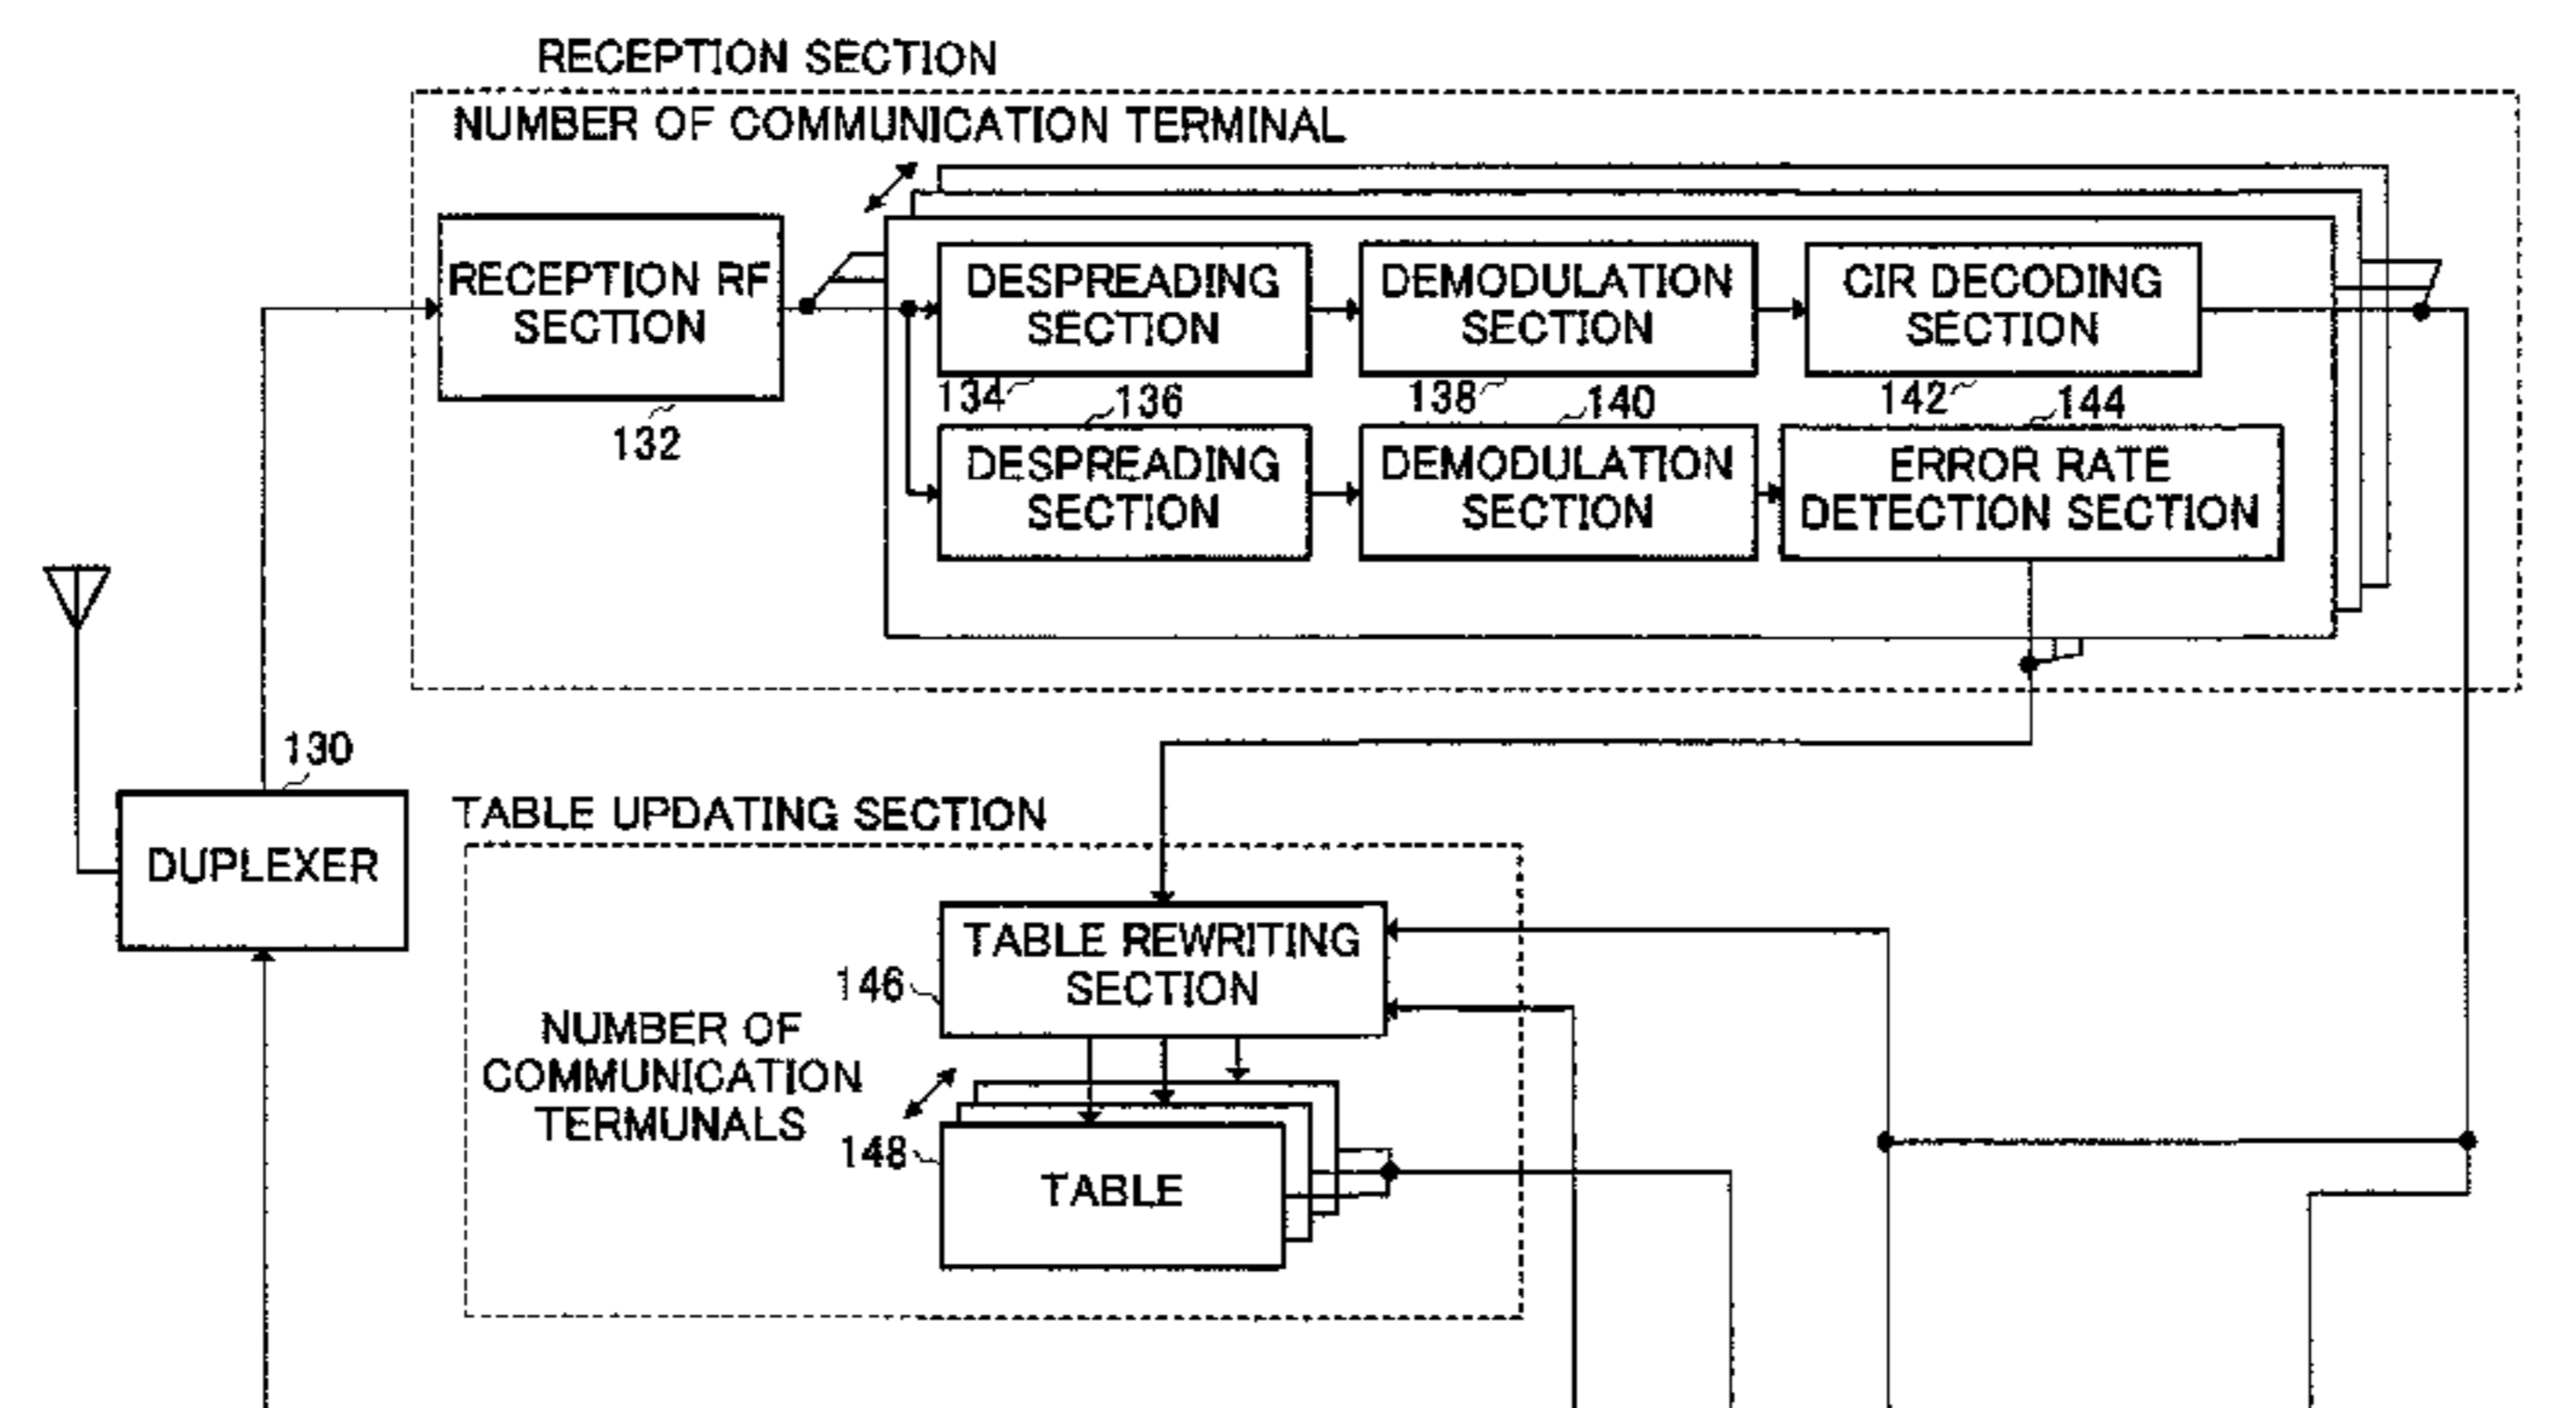 RECEPTION SECTION
NUMBER OF COMMUNICATION TERMINAL
RECEPTION RF
SECTION
132
DESPREADING
SECTION
134
DEMODULATION
SECTION
138
CIR DECODING
SECTION
142
136
DESPREADING
SECTION
140
DEMODULATION
SECTION
144
ERROR RATE
DETECTION SECTION
130
DUPLEXER
TABLE UPDATING SECTION
TABLE REWRITING
SECTION
146
NUMBER OF
COMMUNICATION
TERMUNALS
148
TABLE